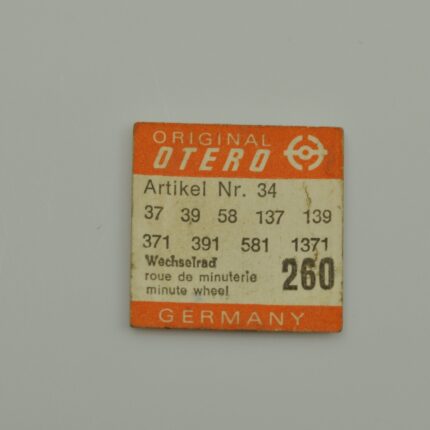 ORIGINAL
OTERO
Artikel Nr. 34
37 39 58 137 139
371 391 581 1371
Wechselrad
roue de minuterie
minute wheel
260
GERMANY